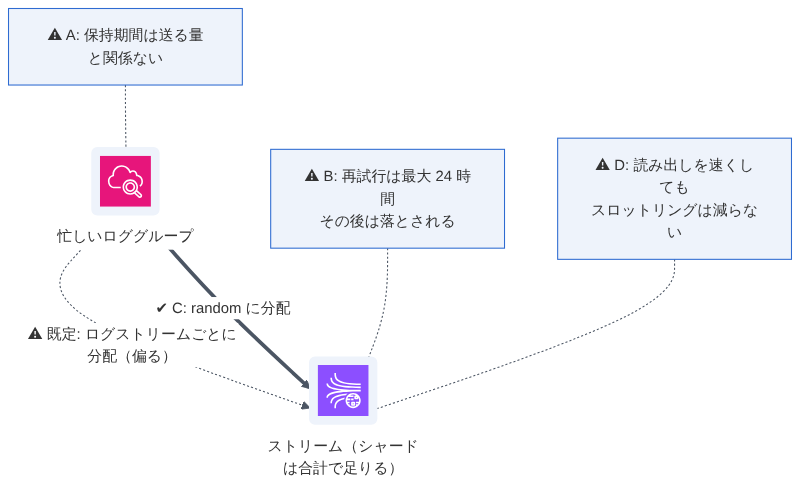 ⚠ A: 保持期間は送る量
と関係ない
⚠ B: 再試行は最大 24 時
間
その後は落とされる
⚠ D: 読み出しを速くし
ても
スロットリングは減らな
い
忙しいロググループ
✔ C: random に分配
⚠ 既定: ログストリームごとに
分配（偏る）
ストリーム（シャード
は合計で足りる）